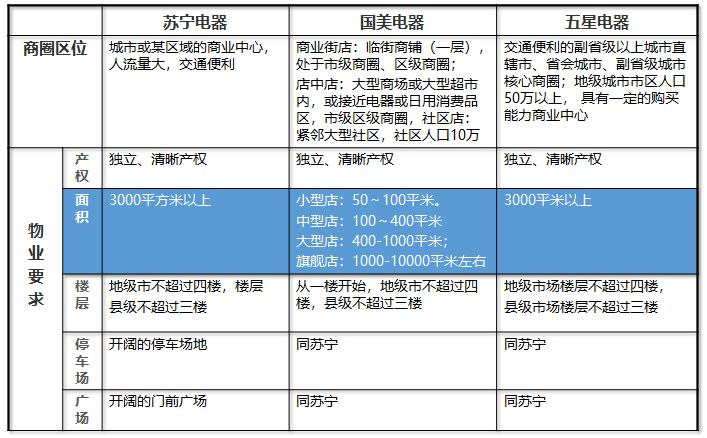 苏宁电器 国美电器 五星电器
商圈区位
城市或某区域的商业中心，
人流量大，交通便利
商业街店：临街商铺（一层），
处于市级商圈、区级商圈；
店中店：大型商场或大型超市
内，或接近电器或日用消费品
区，市级区级商圈，社区店：
紧邻大型社区，社区人口10万
交通便利的副省级以上城市直
辖市、省会城市、副省级城市
核心商圈；地级城市市区人口
50万以上， 具有一定的购买
能力商业中心
物业要求
产权
独立、清晰产权
独立、清晰产权
独立、清晰产权
面积
3000平方米以上
小型店：50～100平米。
中型店：100～400平米
大型店：400-1000平米；
旗舰店：1000-10000平米左右
3000平米以上
楼层
地级市不超过四楼，楼层
县级不超过三楼
从一楼开始，地级市不超过四
楼，县级不超过三楼
地级市场楼层不超过四楼，
县级市场楼层不超过三楼，
停车场
开阔的停车场地
同苏宁
同苏宁
广场
开阔的门前广场
同苏宁
同苏宁